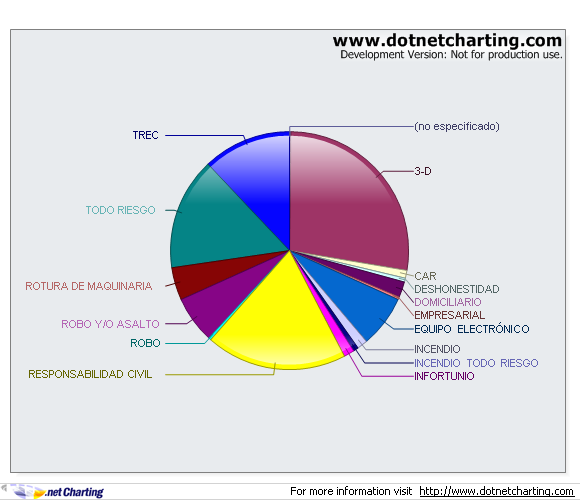 www.dotnetcharting.com
Development Version: Not for production use.
(no especificado)
TREC
3-D
TODO RIESGO
CAR
ROTURA DE MAQUINARIA
DESHONESTIDAD
DOMICILIARIO
EMPRESARIAL
ROBO Y/O ASALTO
EQUIPO ELECTRÓNICO
ROBO
INCENDIO
INCENDIO TODO RIESGO
RESPONSABILIDAD CIVIL
INFORTUNIO
.net Charting
For more information visit http://www.dotnetcharting.com